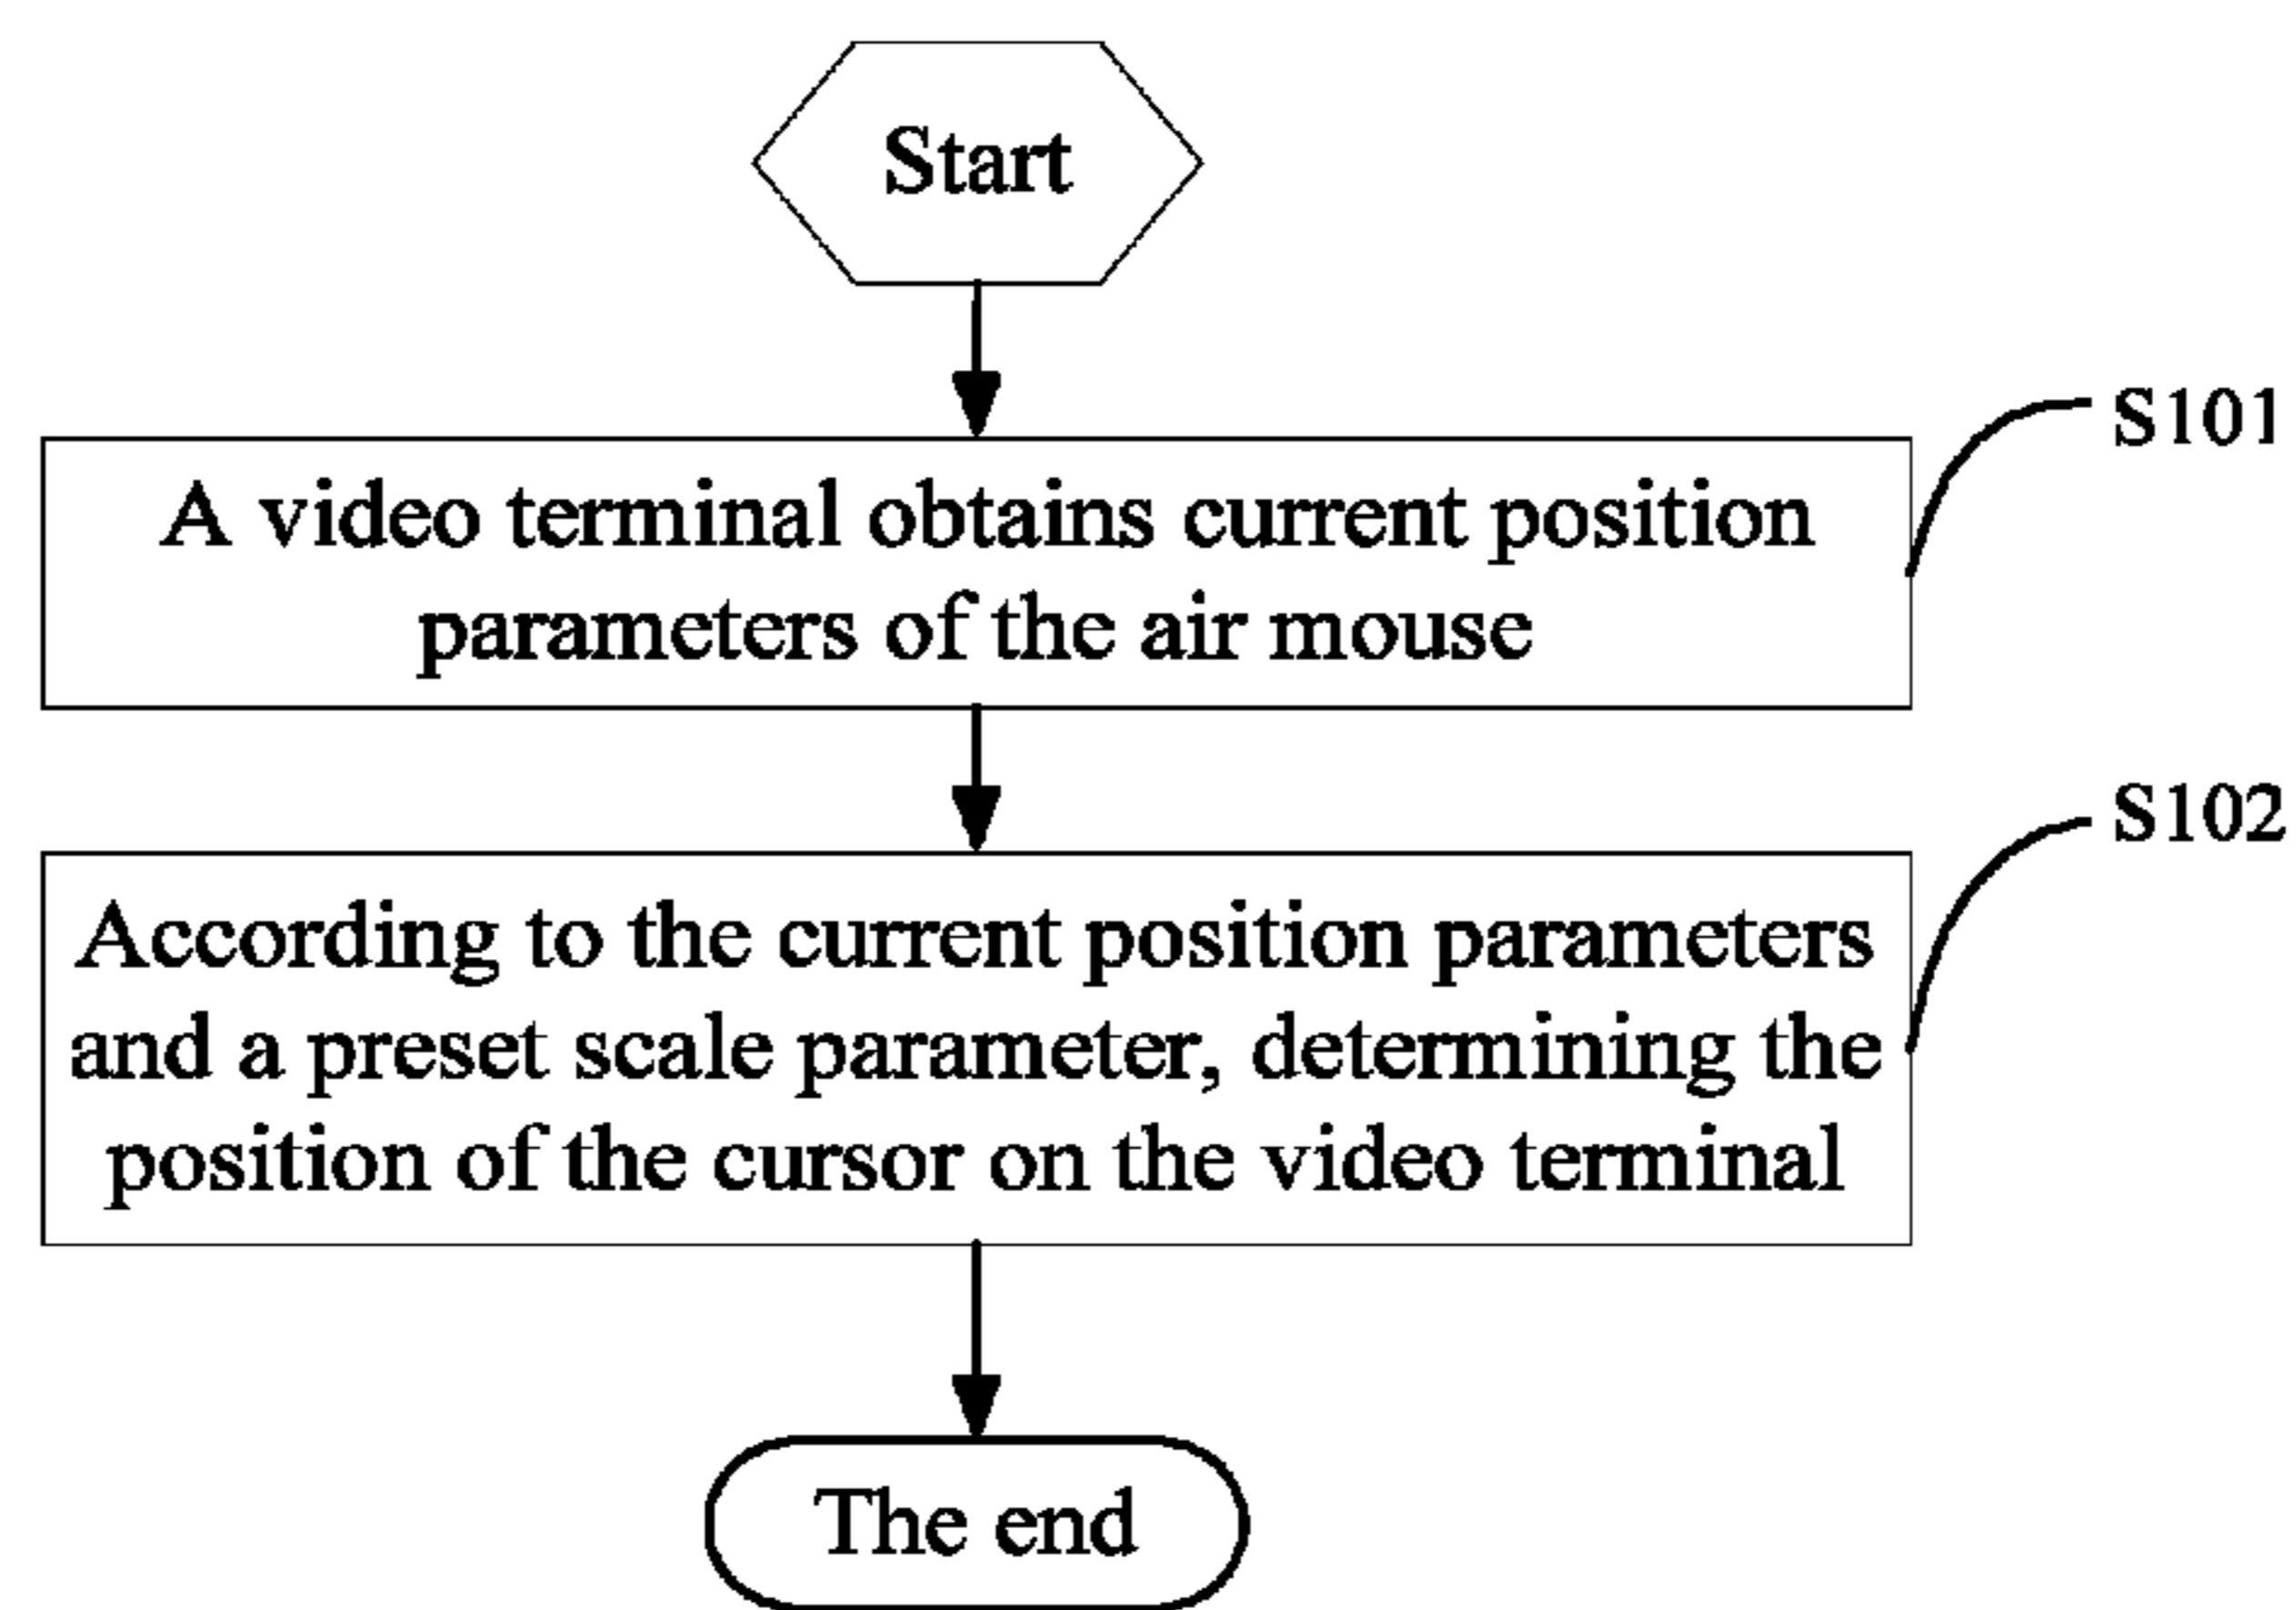 Start
S101
A video terminal obtains current position
parameters of the air mouse
S102
According to the current position parameters
and a preset scale parameter, determining the
position of the cursor on the video terminal
The end